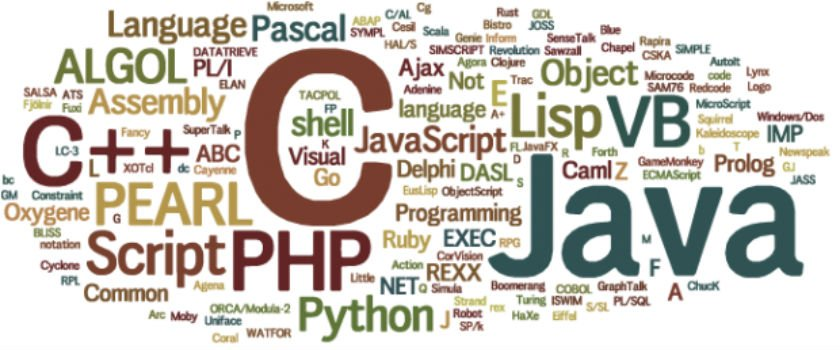 Microsoft
Language
Pascal
ABAP
C/AL
Cg
SYMPL
Cesil
Scala
HAL/S
Rust
GDL
Bistro
JOSS
Genie
Inform
SenseTalk
Blue
SIMSCRIPT
Revolution
Sawzall
Chapel
Rapira
CSKA
SiMPLE
DATATRIEVE
ALGOL
PL/I
ELAN
Ajax
Agora
Clojure
Not
Trac
Object
AutoIt
Microcode
code
Lynx
SAM76
Redcode
Logo
SALSA
ATS
Fjölnir
Fuxi
Assembly
TACPOL
FP
Adenine
language
E
A+
Lisp
VB
MicroScript
Squirrel
Windows/Dos
Kaleidoscope
IMP
C++
Fancy
SuperTalk
P
shell
C
K
JavaScript
FL
JavaFX
R
Forth
b
T
LC-3
XOTcl
dc
ABC
Cayenne
Visual
Go
Delphi
DASL
D
S
Caml
Z
GameMonkey
ECMAScript
Prolog
Newspeak
GJ
JASS
bc
GM
Constraint
L
EusLisp
ObjectScript
Oxygene
G
PEARL
Programming
Java
BLISS
notation
Script
PHP
Ruby
EXEC
RPG
M
F
Cyclone
RPL
CorVision
Action
REXX
Little
NET
Q
Simula
Boomerang
COBOL
GraphTalk
A
ChucK
Common
Agena
ORCA/Modula-2
Python
Strand
rex
Turing
ISWIM
PL/SQL
S/SL
Arc
Moby
Uniface
J
Robot
HaXe
Eiffel
SP/k
Coral
WATFOR